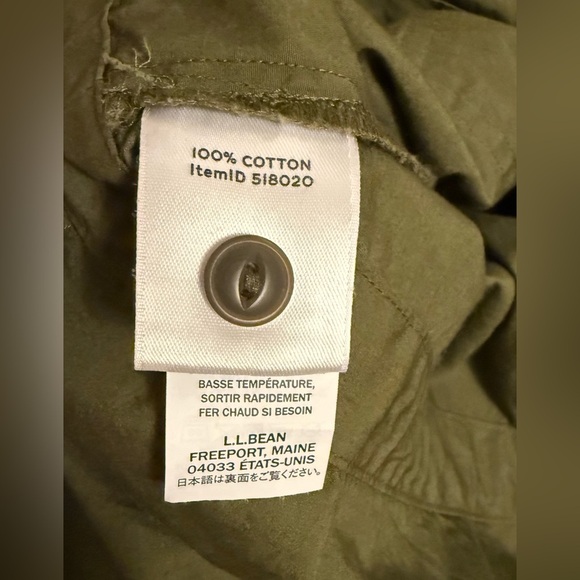 100% COTTON
ItemID 518020
BASSE TEMPÉRATURE,
SORTIR RAPIDEMENT
FER CHAUD SI BESOIN
L.L.BEAN
FREEPORT, MAINE
04033 ÉTATS-UNIS
日本語は裏面をご覧ください。